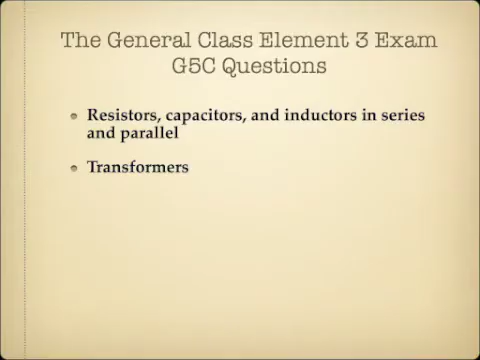 The General Class Element 3 Exam
G5C Questions
Resistors, capacitors, and inductors in series
and parallel
Transformers